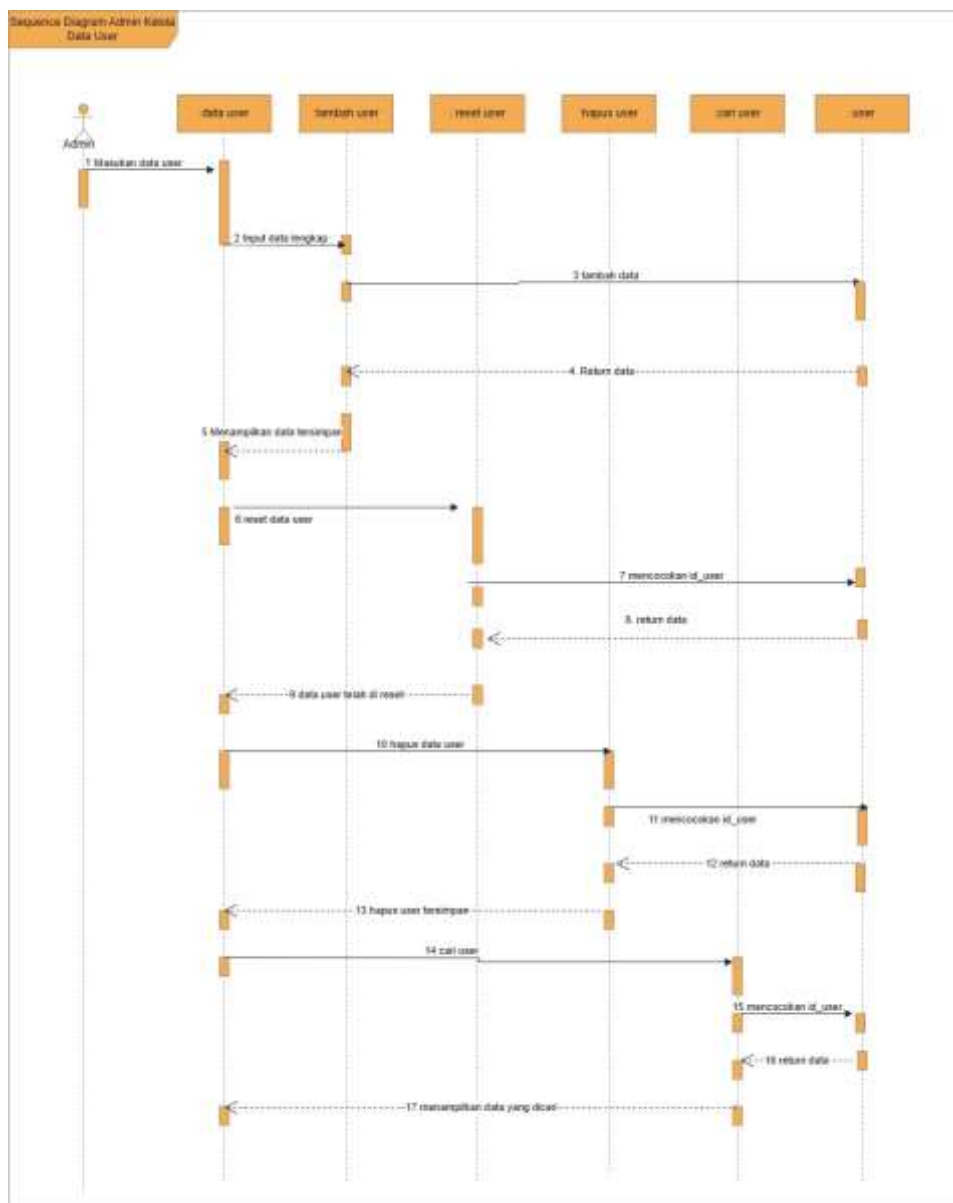 Sequence Diagram Admin Kelola
Data User
data user
tambah user
reset user
hapus user
cari user
user
Admin
1 Masukan data user
2 Input data lengkap
3 tambah data
4. Return data
5 Menampilkan data tersimpan
6 reset data user
7 mencocokan id_user
8. return data
9 data user telah di reset
10 hapus data user
11 mencocokan id_user
12 return data
13 hapus user tersimpan
14 cari user
15 mencocokan id_user
16 return data
17 menampilkan data yang dicari